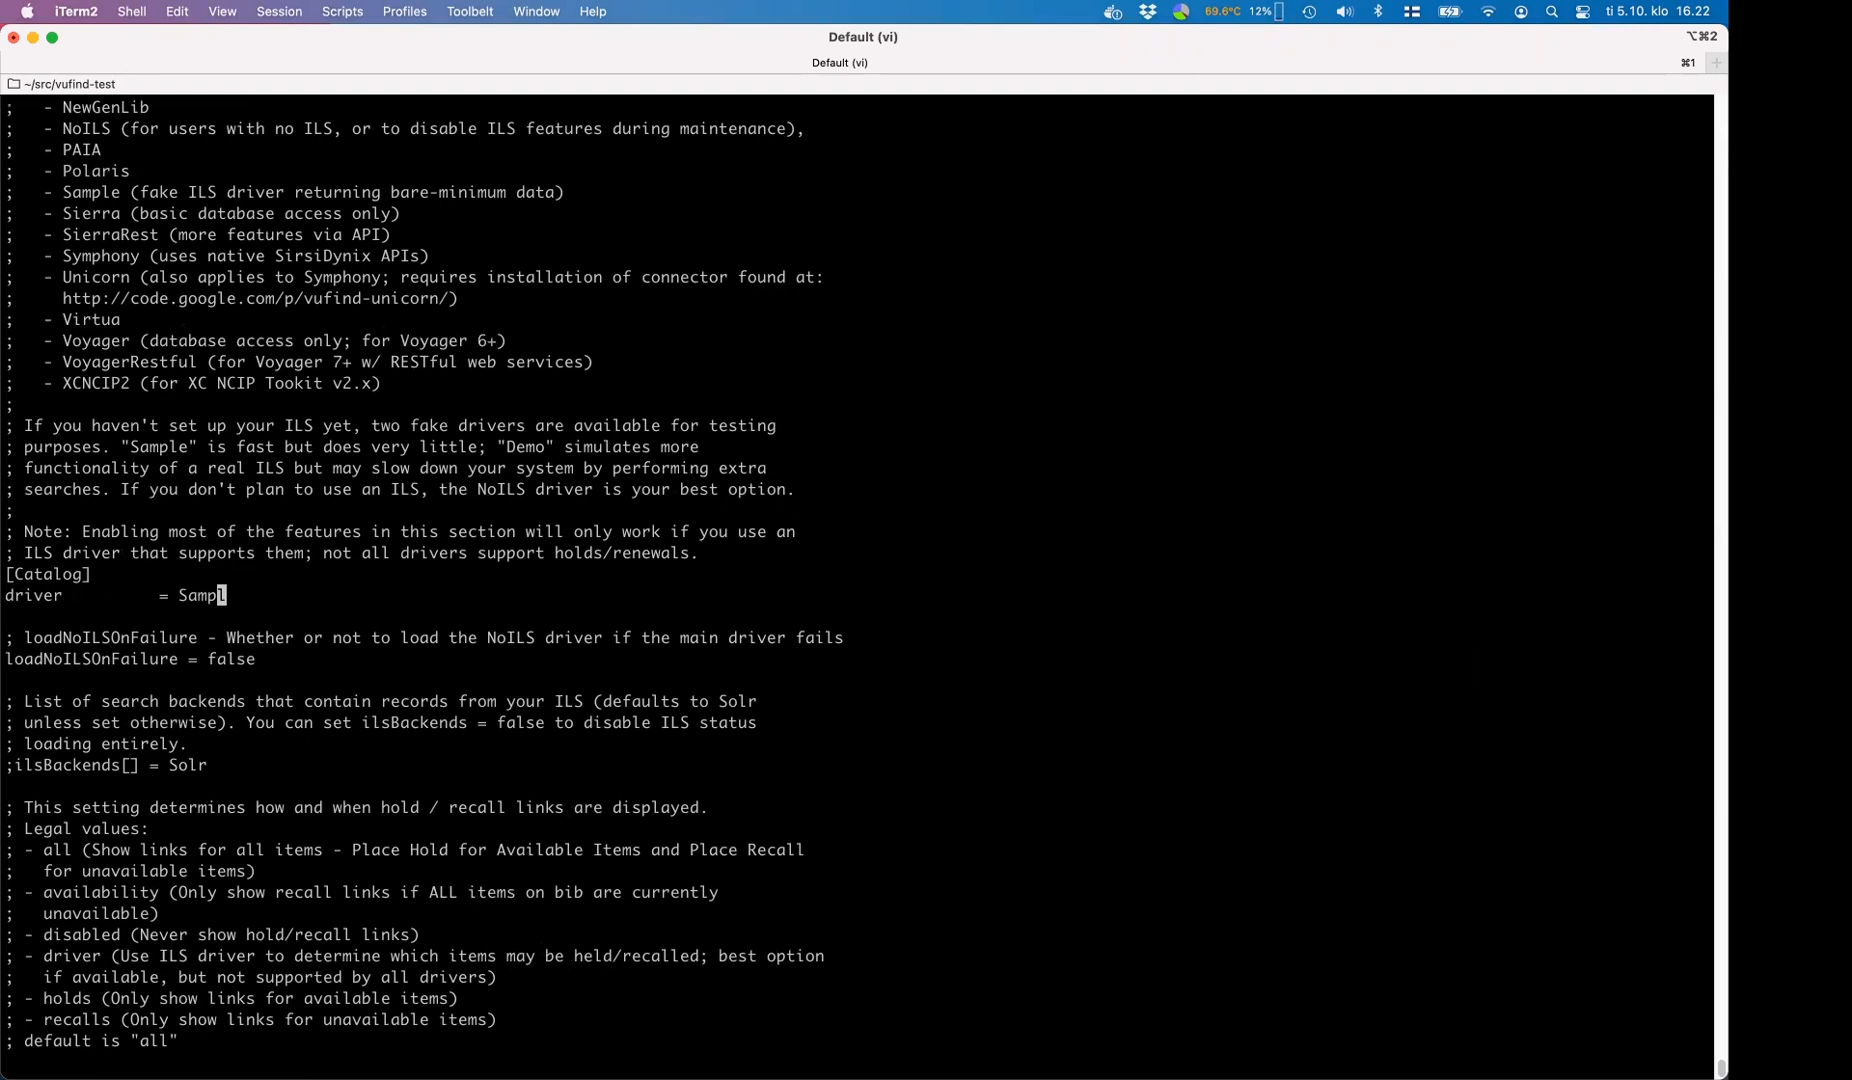 iTerm2 Shell Edit View Session Scripts Profiles Toolbelt Window Help 69.6°C 12% ti 5.10. klo 16.22
Default (vi) ⌥⌘2
Default (vi) ⌘1 +
~/src/vufind-test
;   - NewGenLib
;   - NoILS (for users with no ILS, or to disable ILS features during maintenance),
;   - PAIA
;   - Polaris
;   - Sample (fake ILS driver returning bare-minimum data)
;   - Sierra (basic database access only)
;   - SierraRest (more features via API)
;   - Symphony (uses native SirsiDynix APIs)
;   - Unicorn (also applies to Symphony; requires installation of connector found at:
;     http://code.google.com/p/vufind-unicorn/)
;   - Virtua
;   - Voyager (database access only; for Voyager 6+)
;   - VoyagerRestful (for Voyager 7+ w/ RESTful web services)
;   - XCNCIP2 (for XC NCIP Tookit v2.x)
;
; If you haven't set up your ILS yet, two fake drivers are available for testing
; purposes. "Sample" is fast but does very little; "Demo" simulates more
; functionality of a real ILS but may slow down your system by performing extra
; searches. If you don't plan to use an ILS, the NoILS driver is your best option.
;
; Note: Enabling most of the features in this section will only work if you use an
; ILS driver that supports them; not all drivers support holds/renewals.
[Catalog]
driver          = Sampl
; loadNoILSOnFailure - Whether or not to load the NoILS driver if the main driver fails
loadNoILSOnFailure = false
; List of search backends that contain records from your ILS (defaults to Solr
; unless set otherwise). You can set ilsBackends = false to disable ILS status
; loading entirely.
;ilsBackends[] = Solr
; This setting determines how and when hold / recall links are displayed.
; Legal values:
; - all (Show links for all items - Place Hold for Available Items and Place Recall
;   for unavailable items)
; - availability (Only show recall links if ALL items on bib are currently
;   unavailable)
; - disabled (Never show hold/recall links)
; - driver (Use ILS driver to determine which items may be held/recalled; best option
;   if available, but not supported by all drivers)
; - holds (Only show links for available items)
; - recalls (Only show links for unavailable items)
; default is "all"